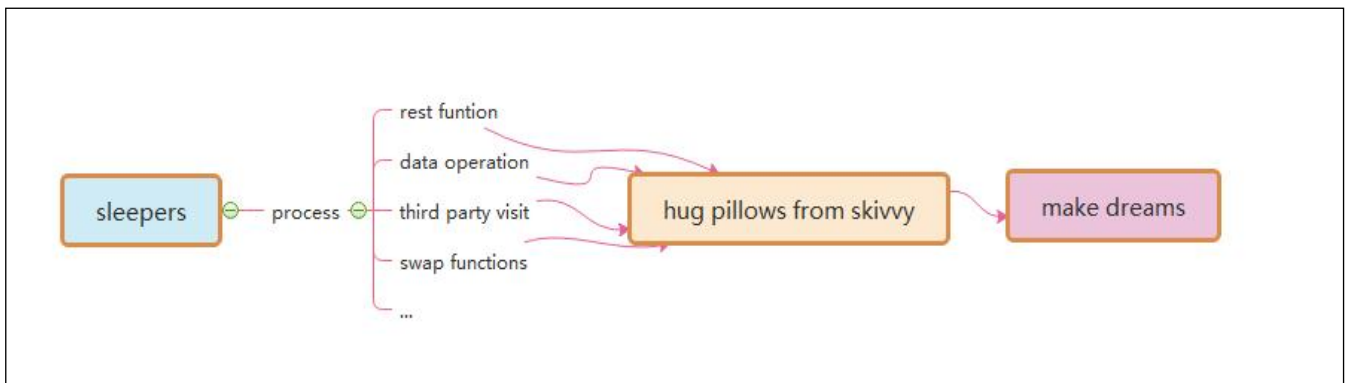 sleepers
process
rest funtion
data operation
third party visit
swap functions
...
hug pillows from skivvy
make dreams